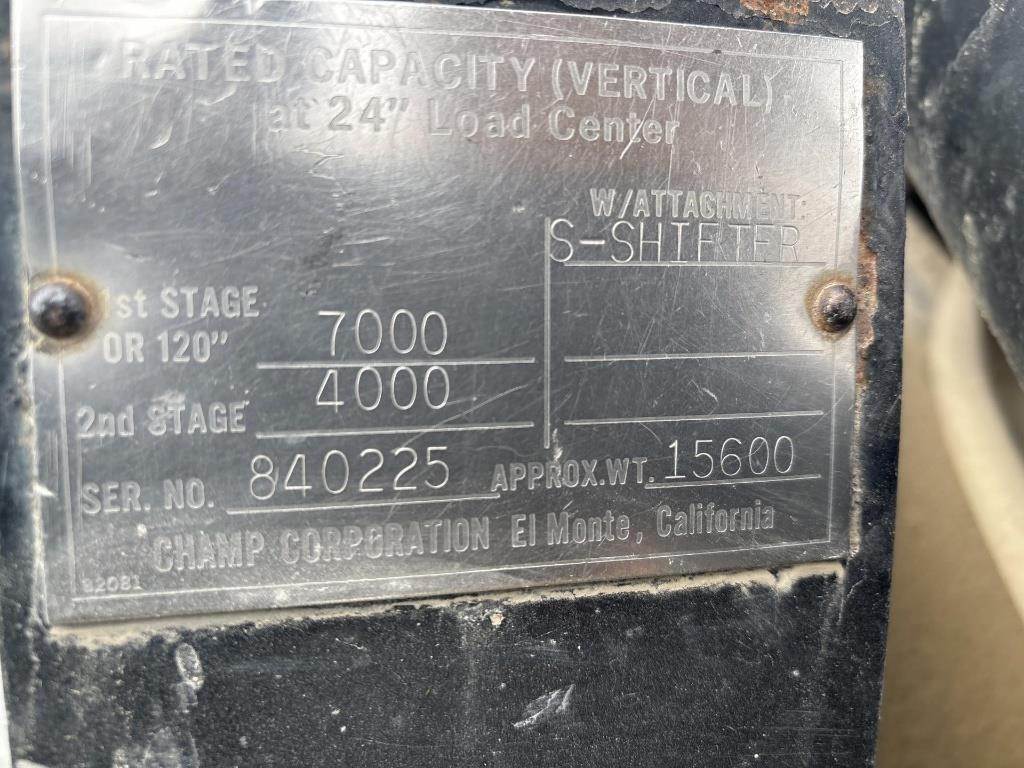 RATED CAPACITY (VERTICAL)
at 24" Load Center
W/ATTACHMENT:
S-SHIFTER
1st STAGE
OR 120" 7000
2nd STAGE 4000
SER. NO. 840225 APPROX.WT. 15600
CHAMP CORPORATION El Monte, California